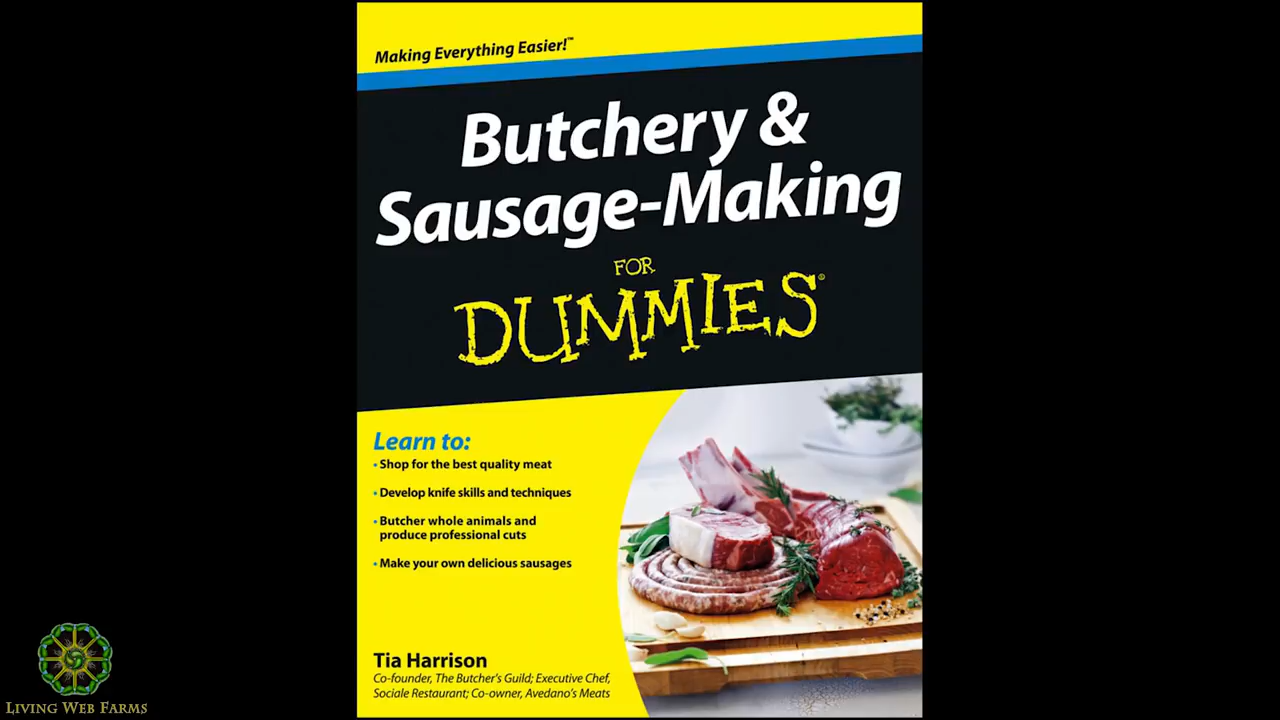 Making Everything Easier!™
Butchery &
Sausage-Making
FOR
DUMMIES®
Learn to:
• Shop for the best quality meat
• Develop knife skills and techniques
• Butcher whole animals and
produce professional cuts
• Make your own delicious sausages
Tia Harrison
Co-founder, The Butcher's Guild; Executive Chef,
Sociale Restaurant; Co-owner, Avedano's Meats
LIVING WEB FARMS